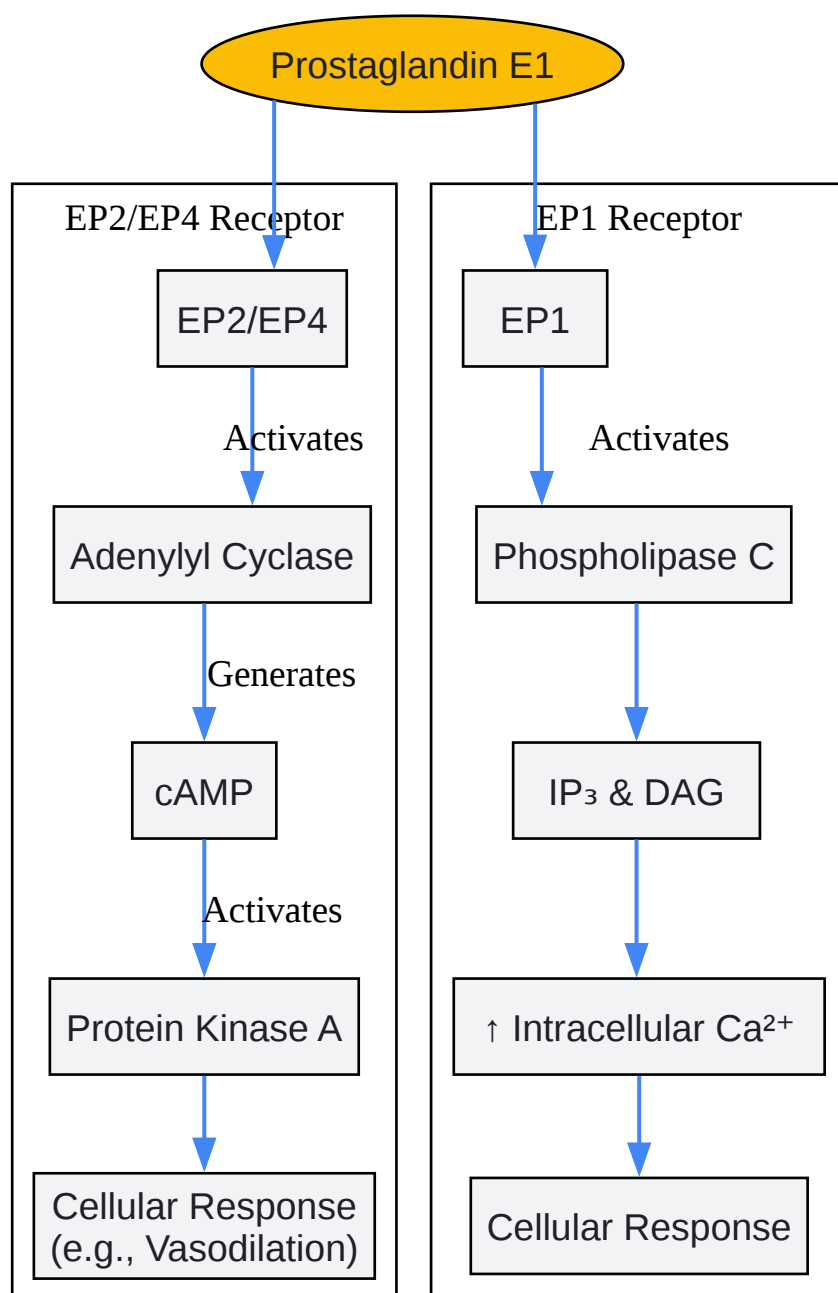 Prostaglandin E1
EP2/EP4 Receptor
EP2/EP4
Activates
Adenylyl Cyclase
Generates
cAMP
Activates
Protein Kinase A
Cellular Response
(e.g., Vasodilation)
EP1 Receptor
EP1
Activates
Phospholipase C
IP₃ & DAG
↑ Intracellular Ca²⁺
Cellular Response